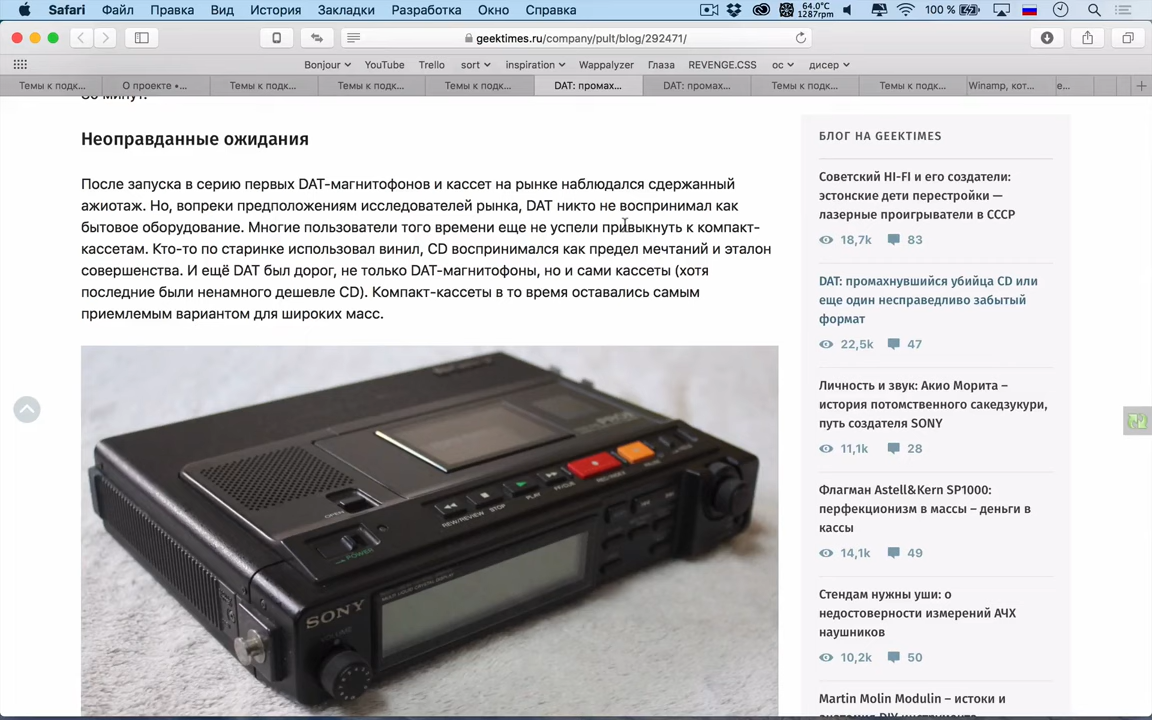 Safari Файл Правка Вид История Закладки Разработка Окно Справка 64.0°C 1287rpm 100 %
geektimes.ru/company/pult/blog/292471/
Bonjour YouTube Trello sort inspiration Wappalyzer Глаза REVENGE.CSS ос дисер
Темы к подк... О проекте •... Темы к подк... Темы к подк... Темы к подк... DAT: промах... DAT: промах... Темы к подк... Темы к подк... Winamp, кот... е...
Неоправданные ожидания
После запуска в серию первых DAT-магнитофонов и кассет на рынке наблюдался сдержанный
ажиотаж. Но, вопреки предположениям исследователей рынка, DAT никто не воспринимал как
бытовое оборудование. Многие пользователи того времени еще не успели привыкнуть к компакт-
кассетам. Кто-то по старинке использовал винил, CD воспринимался как предел мечтаний и эталон
совершенства. И ещё DAT был дорог, не только DAT-магнитофоны, но и сами кассеты (хотя
последние были ненамного дешевле CD). Компакт-кассеты в то время оставались самым
приемлемым вариантом для широких масс.
REW/REVIEW STOP PLAY
POWER
SONY
VOLUME
БЛОГ НА GEEKTIMES
Советский HI-FI и его создатели:
эстонские дети перестройки —
лазерные проигрыватели в СССР
18,7k 83
DAT: промахнувшийся убийца CD или
еще один несправедливо забытый
формат
22,5k 47
Личность и звук: Акио Морита –
история потомственного сакедзукури,
путь создателя SONY
11,1k 28
Флагман Astell&Kern SP1000:
перфекционизм в массы – деньги в
кассы
14,1k 49
Стендам нужны уши: о
недостоверности измерений АЧХ
наушников
10,2k 50
Martin Molin Modulin – истоки и